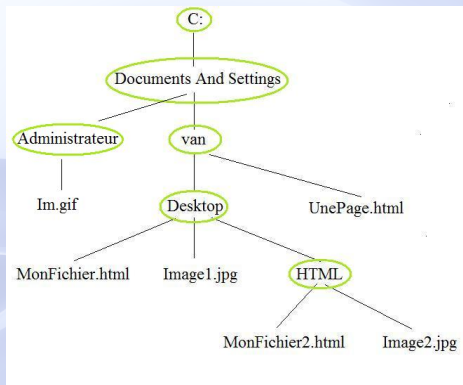 C:
Documents And Settings
Administrateur
van
Im.gif
Desktop
UnePage.html
MonFichier.html
Image1.jpg
HTML
MonFichier2.html
Image2.jpg